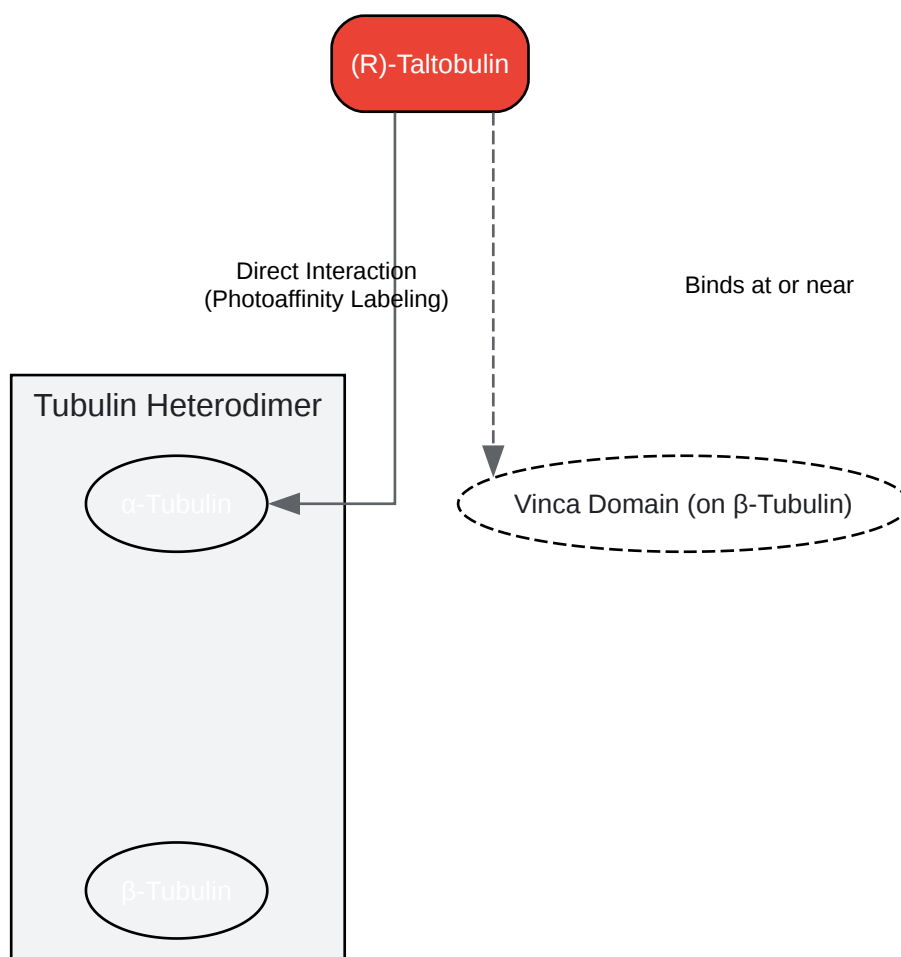 (R)-Taltobulin
Direct Interaction
(Photoaffinity Labeling)
Binds at or near
Tubulin Heterodimer
α-Tubulin
Vinca Domain (on β-Tubulin)
β-Tubulin